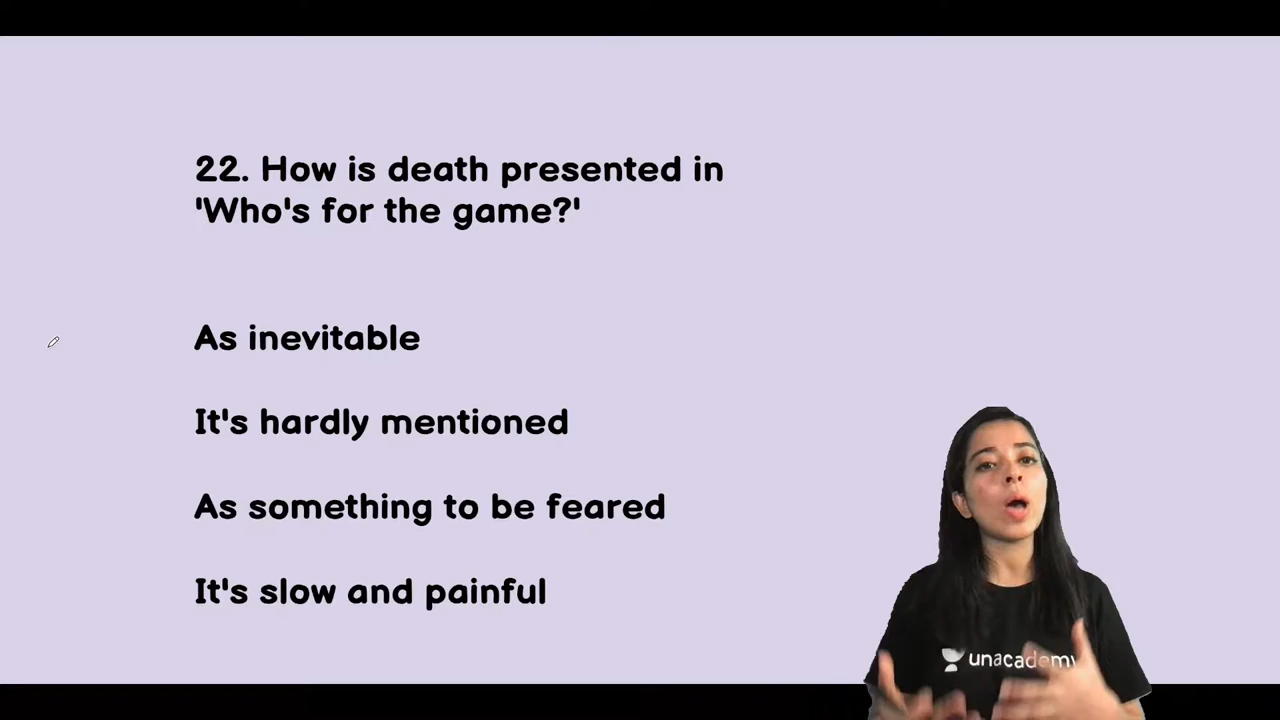 22. How is death presented in
'Who's for the game?'
As inevitable
It's hardly mentioned
As something to be feared
It's slow and painful
unacademy